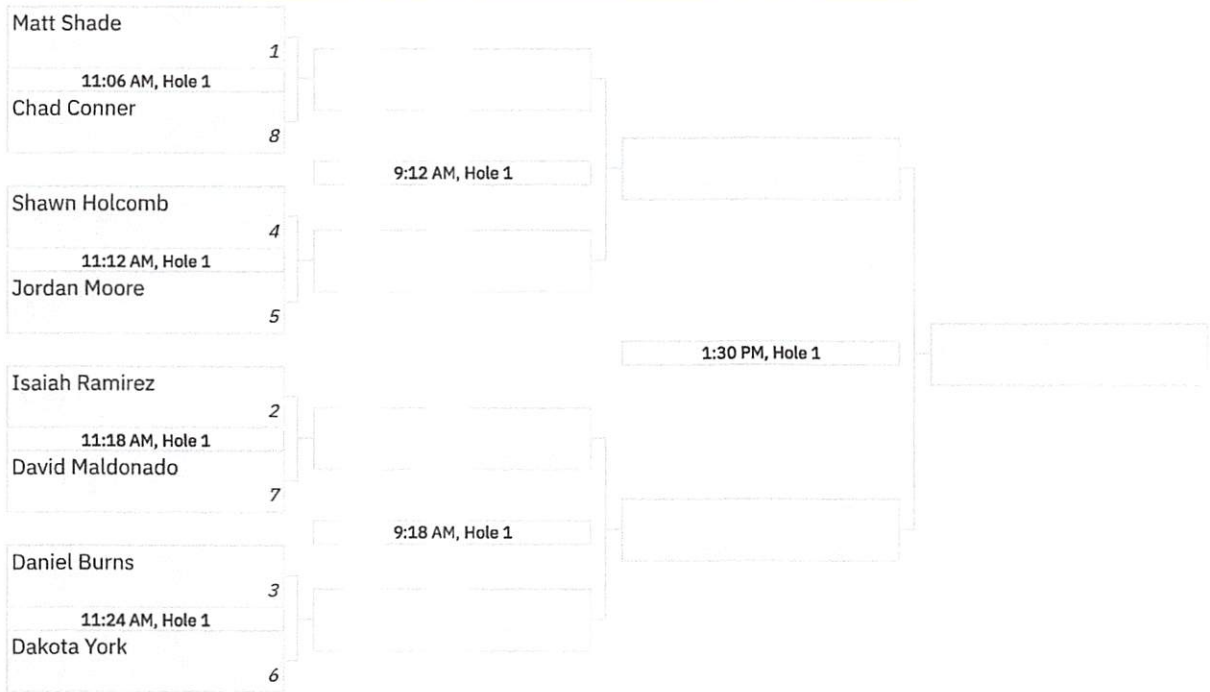 Matt Shade
1
11:06 AM, Hole 1
Chad Conner
8
9:12 AM, Hole 1
Shawn Holcomb
4
11:12 AM, Hole 1
Jordan Moore
5
1:30 PM, Hole 1
Isaiah Ramirez
2
11:18 AM, Hole 1
David Maldonado
7
9:18 AM, Hole 1
Daniel Burns
3
11:24 AM, Hole 1
Dakota York
6